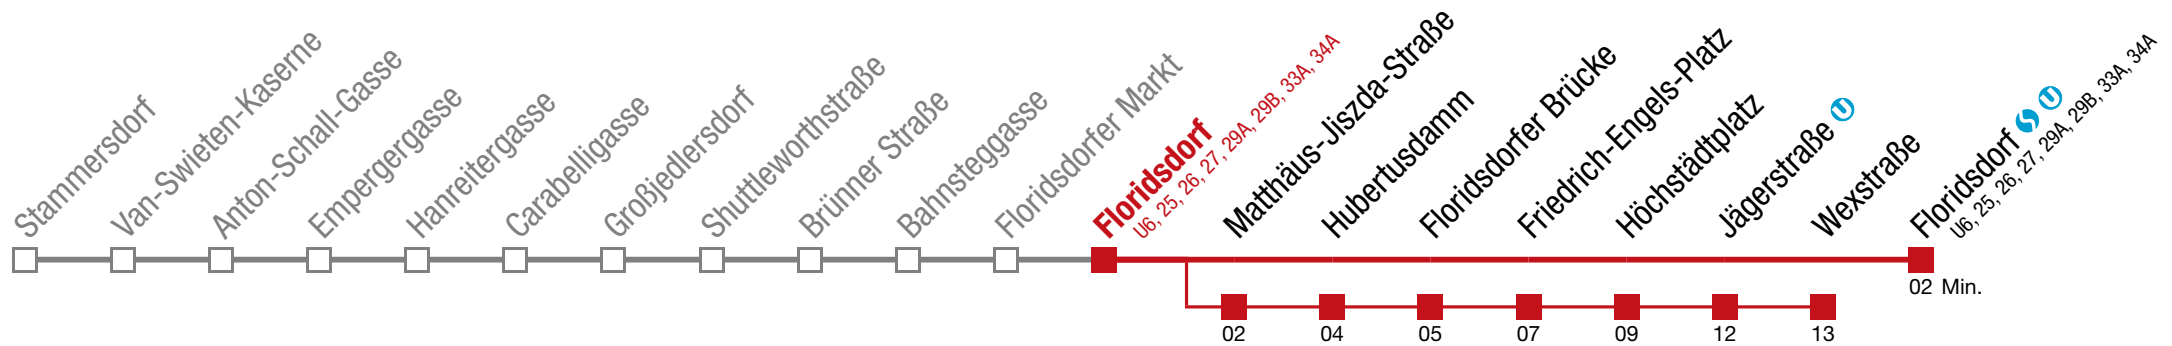 Stammersdorf
Van-Swieten-Kaserne
Anton-Schall-Gasse
Empergergasse
Hanreitergasse
Carabelligasse
Großjedlersdorf
Shuttleworthstraße
Brünner Straße
Bahnsteggasse
Floridsdorfer Markt
Floridsdorf
U6, 25, 26, 27, 29A, 29B, 33A, 34A
Matthäus-Jiszda-Straße
Hubertusdamm
Floridsdorfer Brücke
Friedrich-Engels-Platz
Höchstädtplatz
Jägerstraße U
Wexstraße
Floridsdorf S U
U6, 25, 26, 27, 29A, 29B, 33A, 34A
02 Min.
02 04 05 07 09 12 13